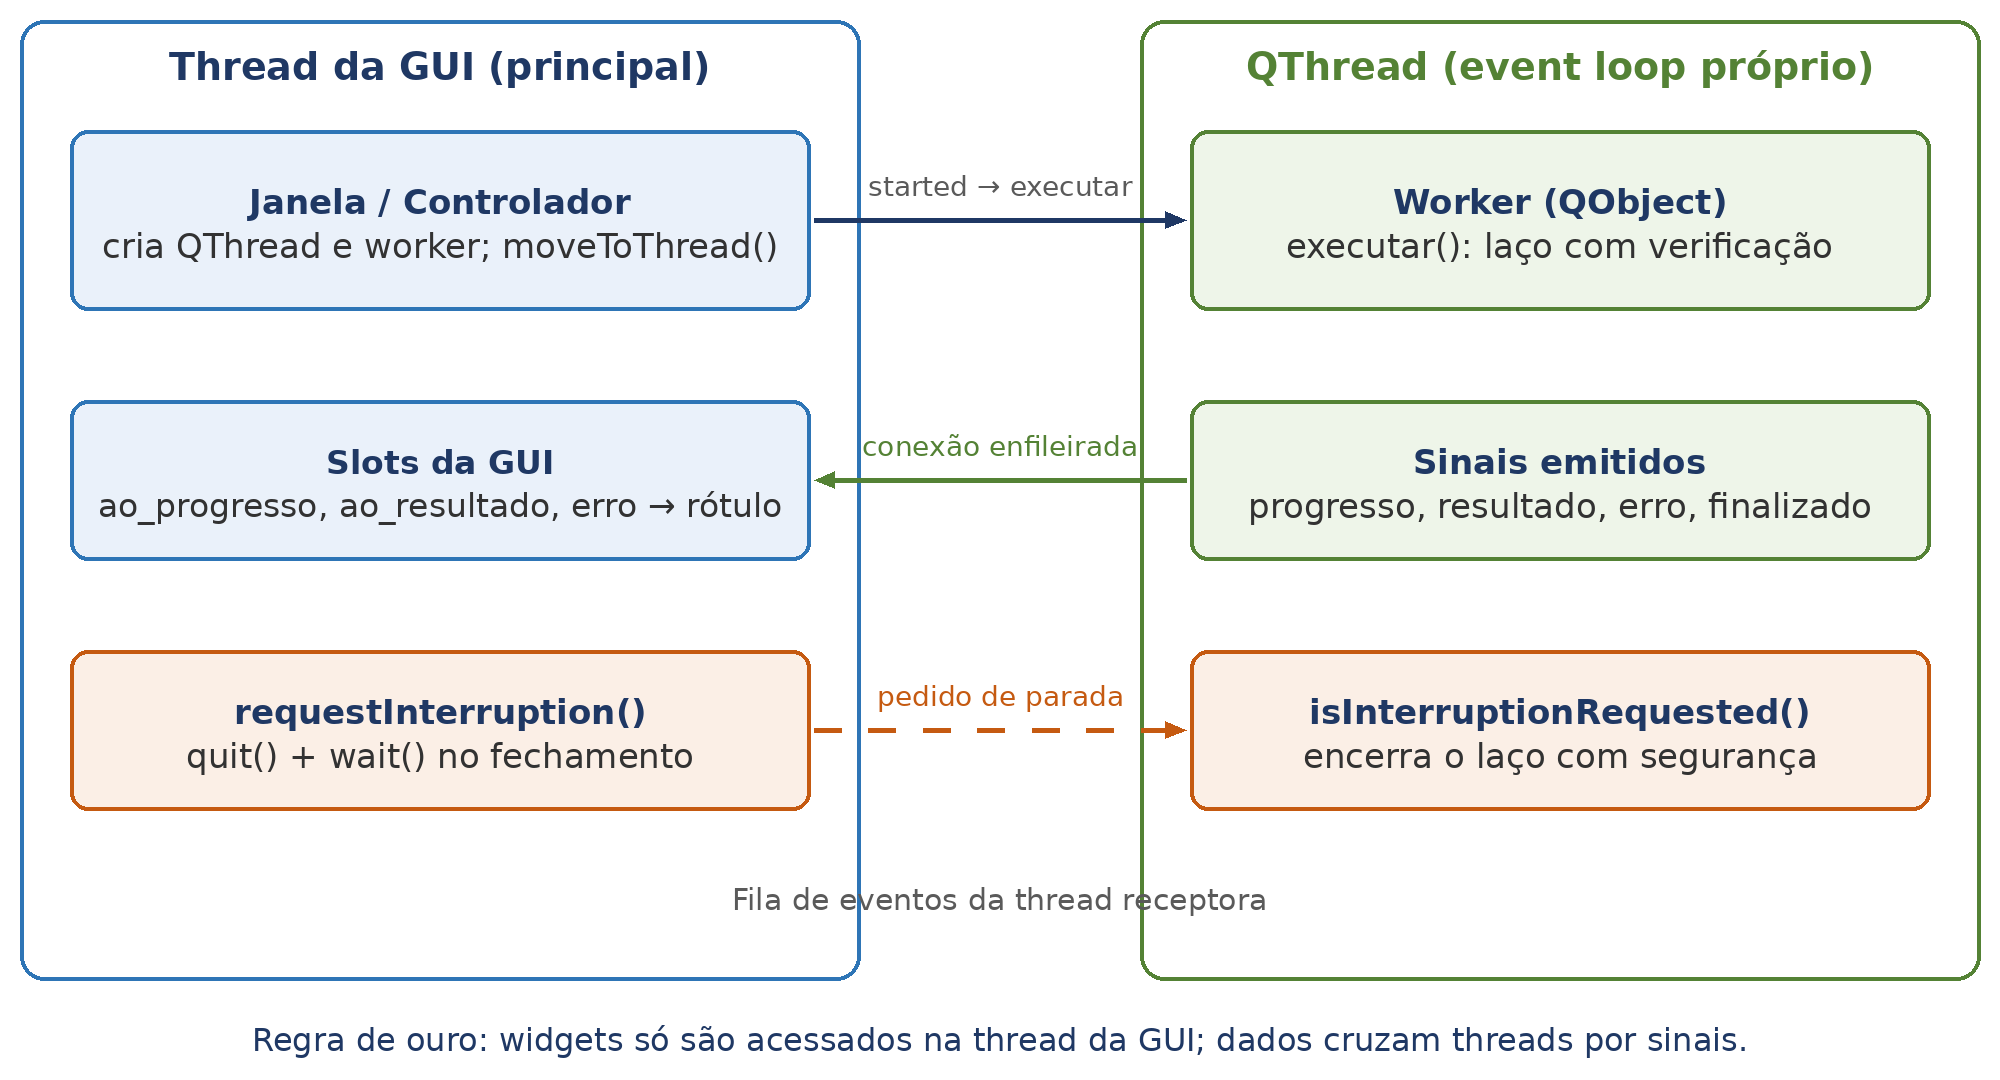 Thread da GUI (principal)
QThread (event loop próprio)
Janela / Controlador
cria QThread e worker; moveToThread()
started → executar
Worker (QObject)
executar(): laço com verificação
Slots da GUI
ao_progresso, ao_resultado, erro → rótulo
conexão enfileirada
Sinais emitidos
progresso, resultado, erro, finalizado
requestInterruption()
quit() + wait() no fechamento
pedido de parada
isInterruptionRequested()
encerra o laço com segurança
Fila de eventos da thread receptora
Regra de ouro: widgets só são acessados na thread da GUI; dados cruzam threads por sinais.